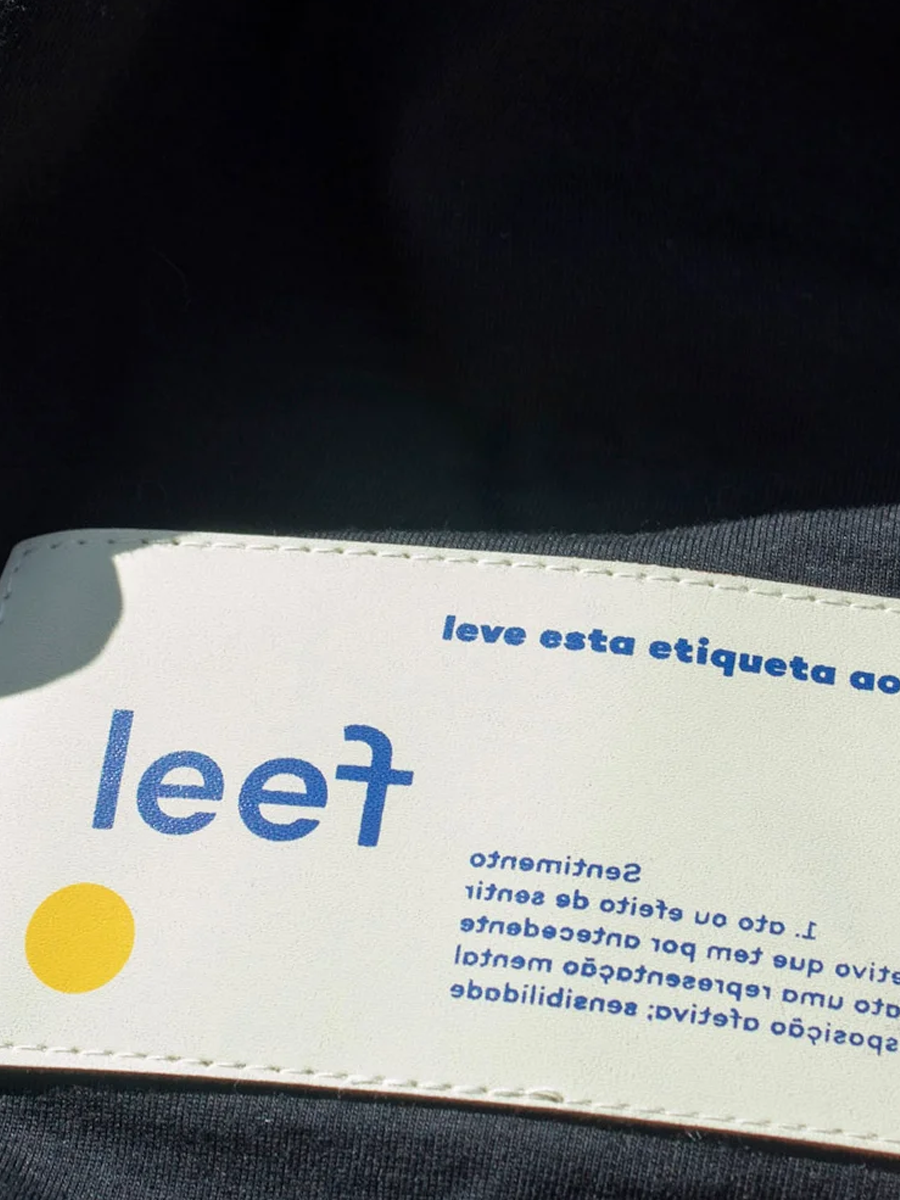 leve esta etiqueta ao
feel
Sentimento
1. ato ou efeito de sentir
etivo que tem por antecedente
ato uma representação mental
sposição afetiva; sensibilidade